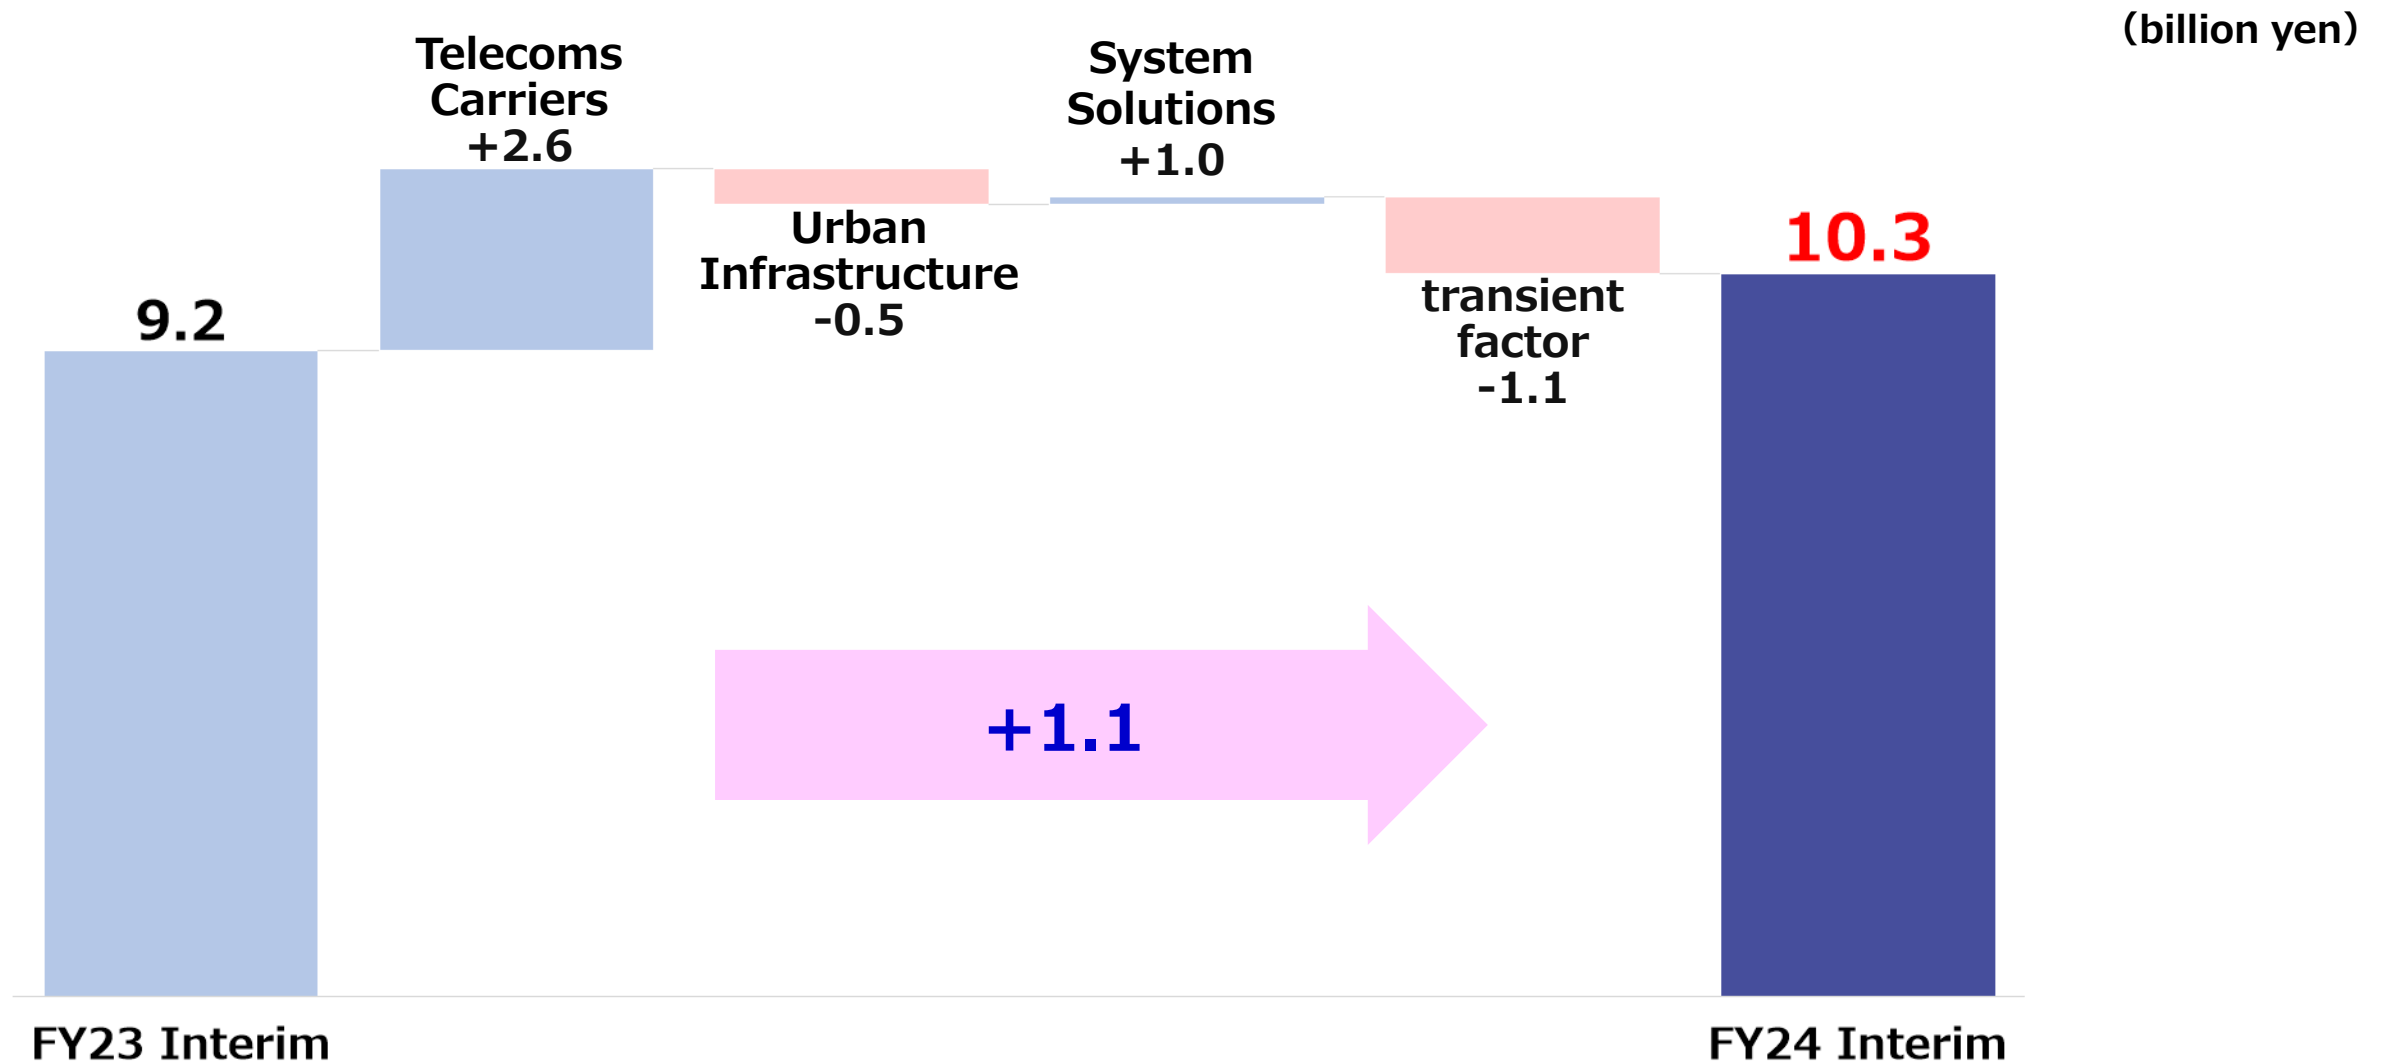 (billion yen)
Telecoms
Carriers
+2.6
System
Solutions
+1.0
9.2
Urban
Infrastructure
-0.5
transient
factor
-1.1
10.3
+1.1
FY23 Interim
FY24 Interim